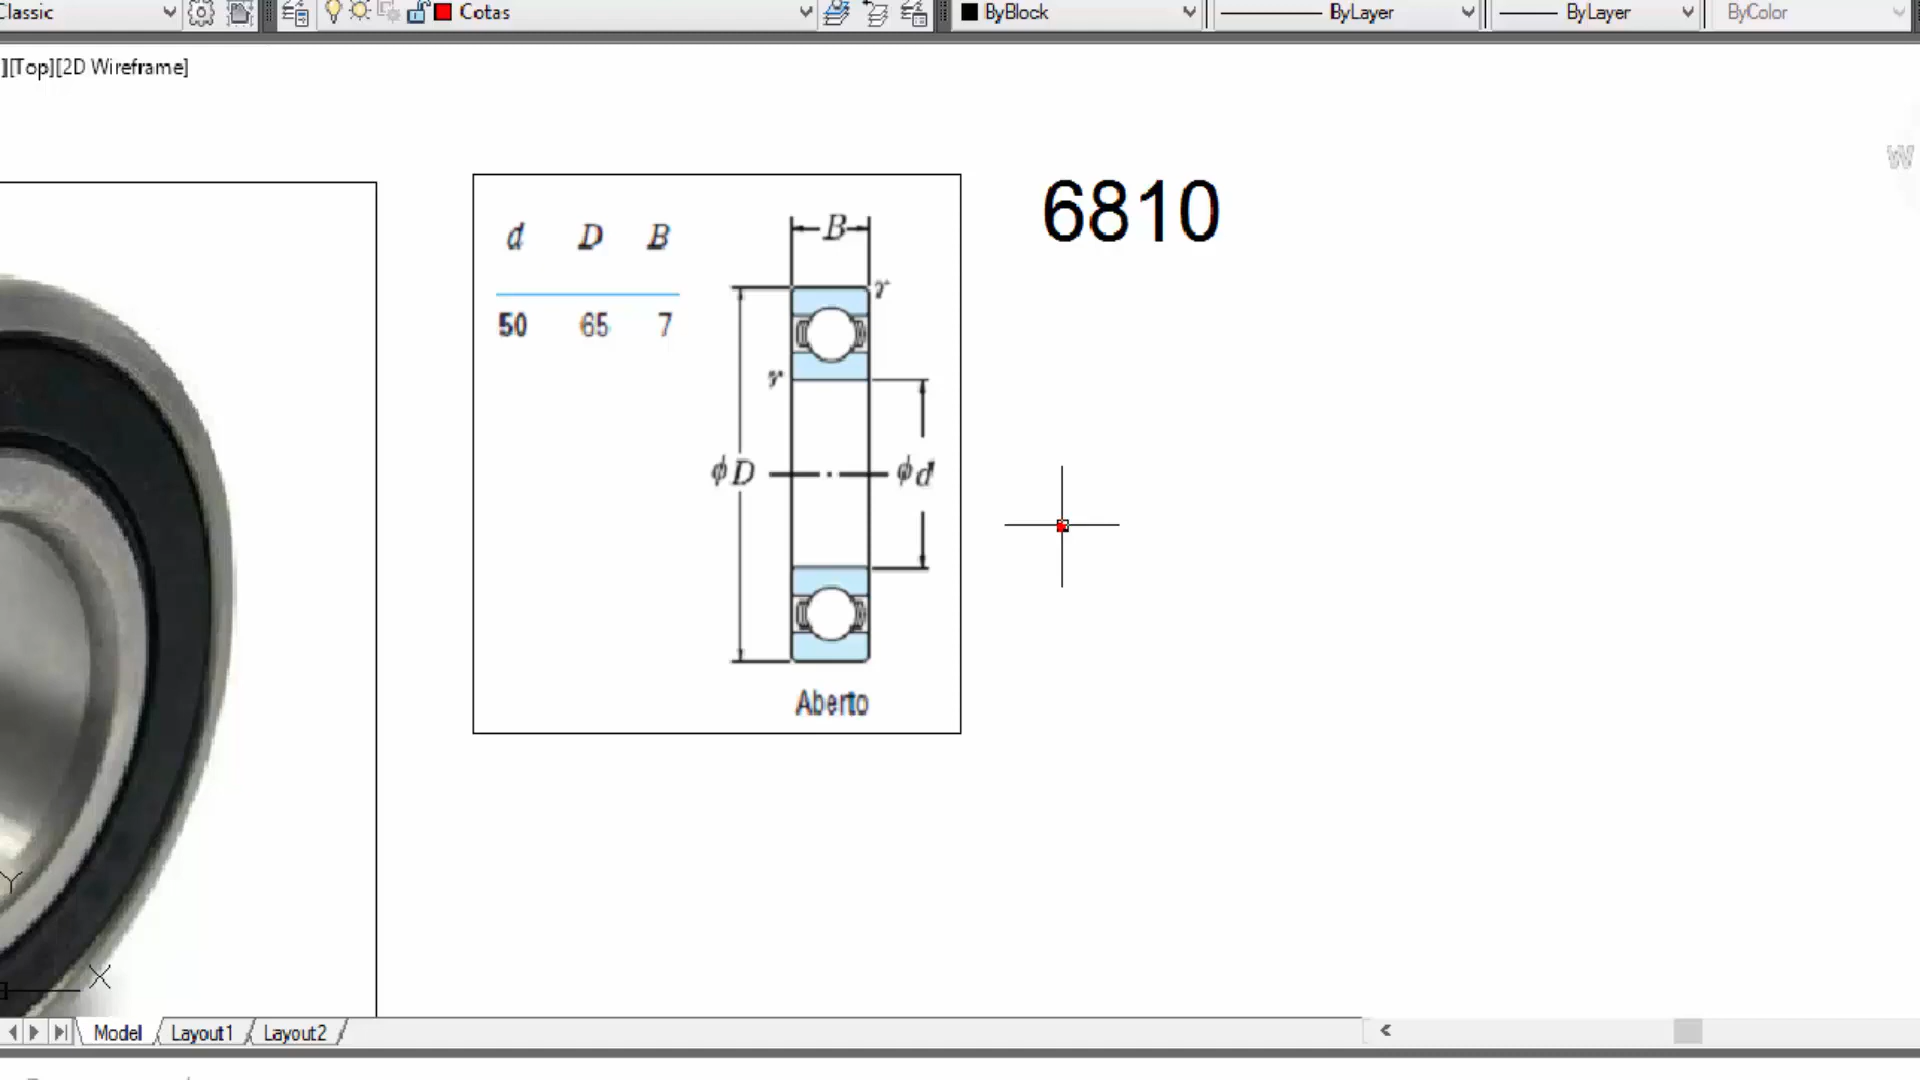 Classic
Cotas
ByBlock
ByLayer
ByLayer
ByColor
][Top][2D Wireframe]
W
6810
d D B
50 65 7
B
r
r
ϕD
ϕd
Aberto
Y
X
Model Layout1 Layout2